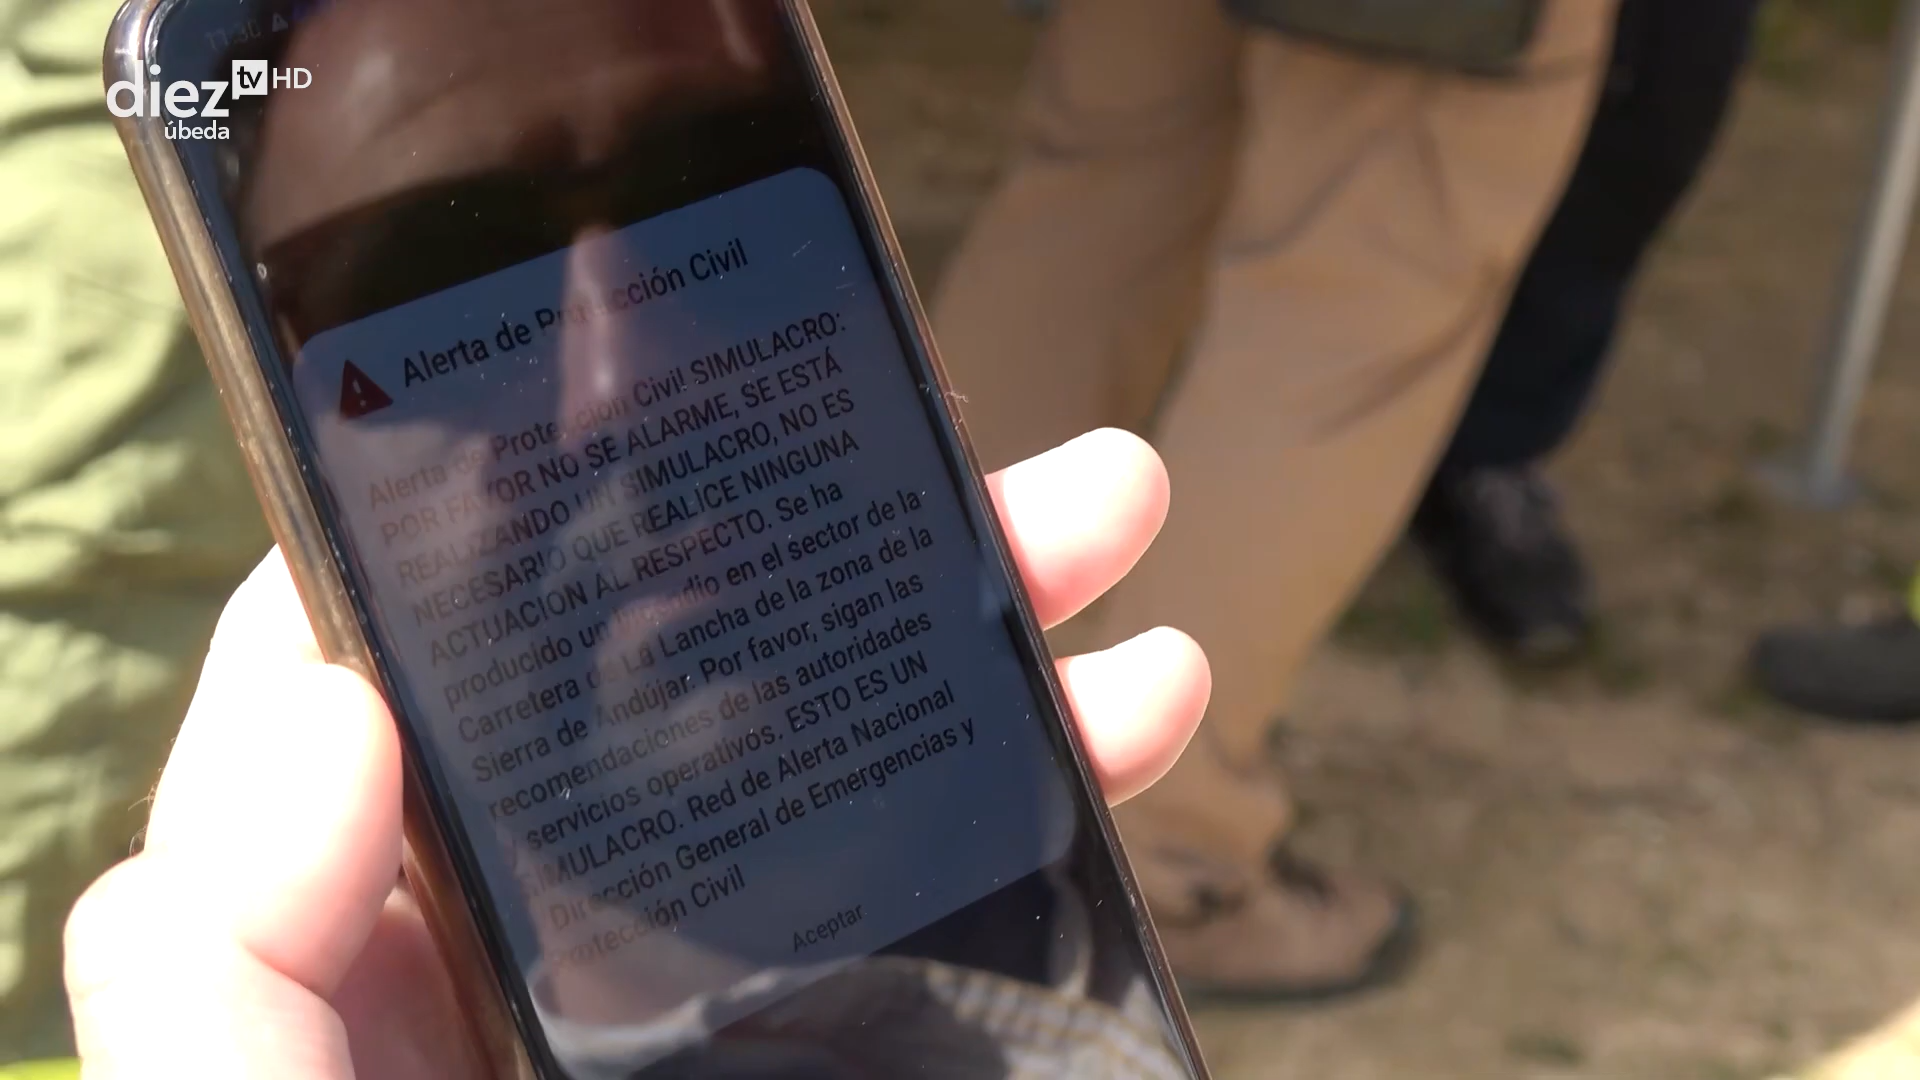 11:30
diez tv HD
úbeda
Alerta de Protección Civil
Alerta de Protección Civil SIMULACRO:
POR FAVOR NO SE ALARME, SE ESTÁ
REALIZANDO UN SIMULACRO, NO ES
NECESARIO QUE REALICE NINGUNA
ACTUACION AL RESPECTO. Se ha
producido un incendio en el sector de la
Carretera de La Lancha de la zona de la
Sierra de Andújar. Por favor, sigan las
recomendaciones de las autoridades
y servicios operativos. ESTO ES UN
SIMULACRO. Red de Alerta Nacional
Dirección General de Emergencias y
Protección Civil
Aceptar